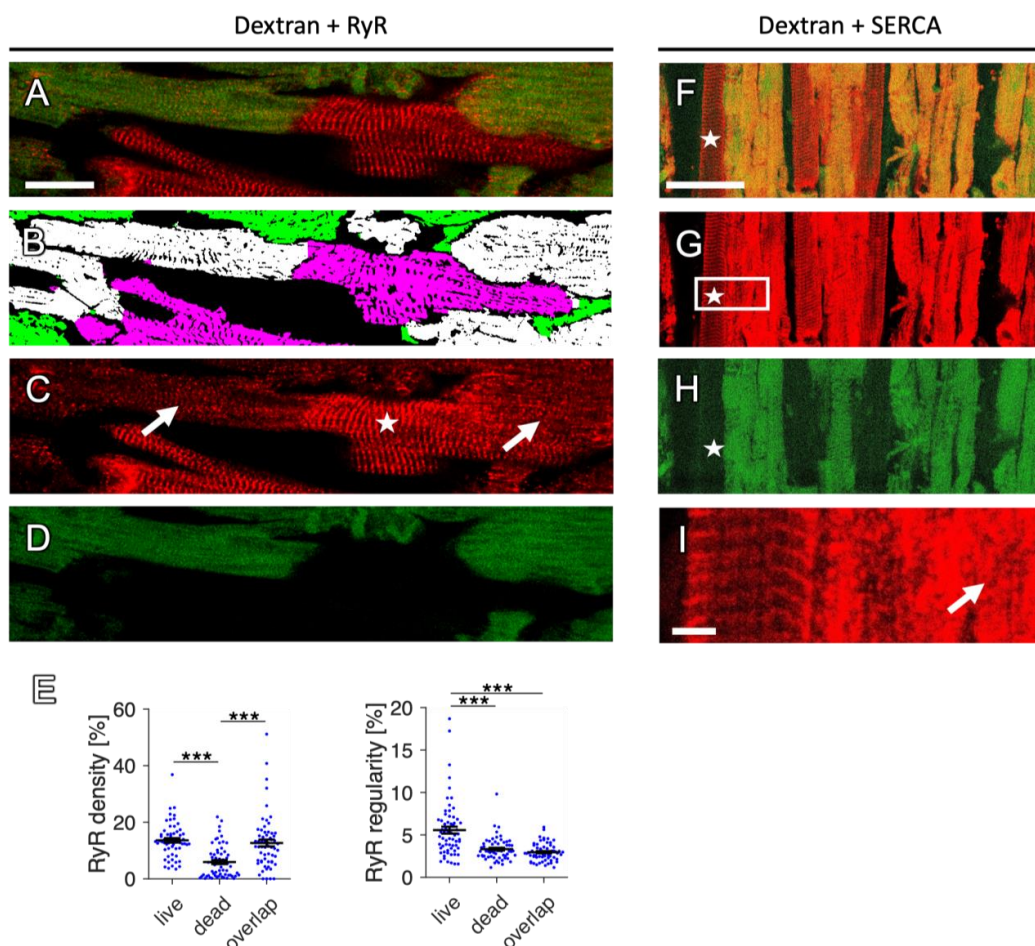 Dextran + RyR
Dextran + SERCA
A
B
C
D
F
G
H
I
E
RyR density [%]
60
40
20
0
***
***
live
dead
overlap
RyR regularity [%]
20
15
10
5
0
***
***
live
dead
overlap